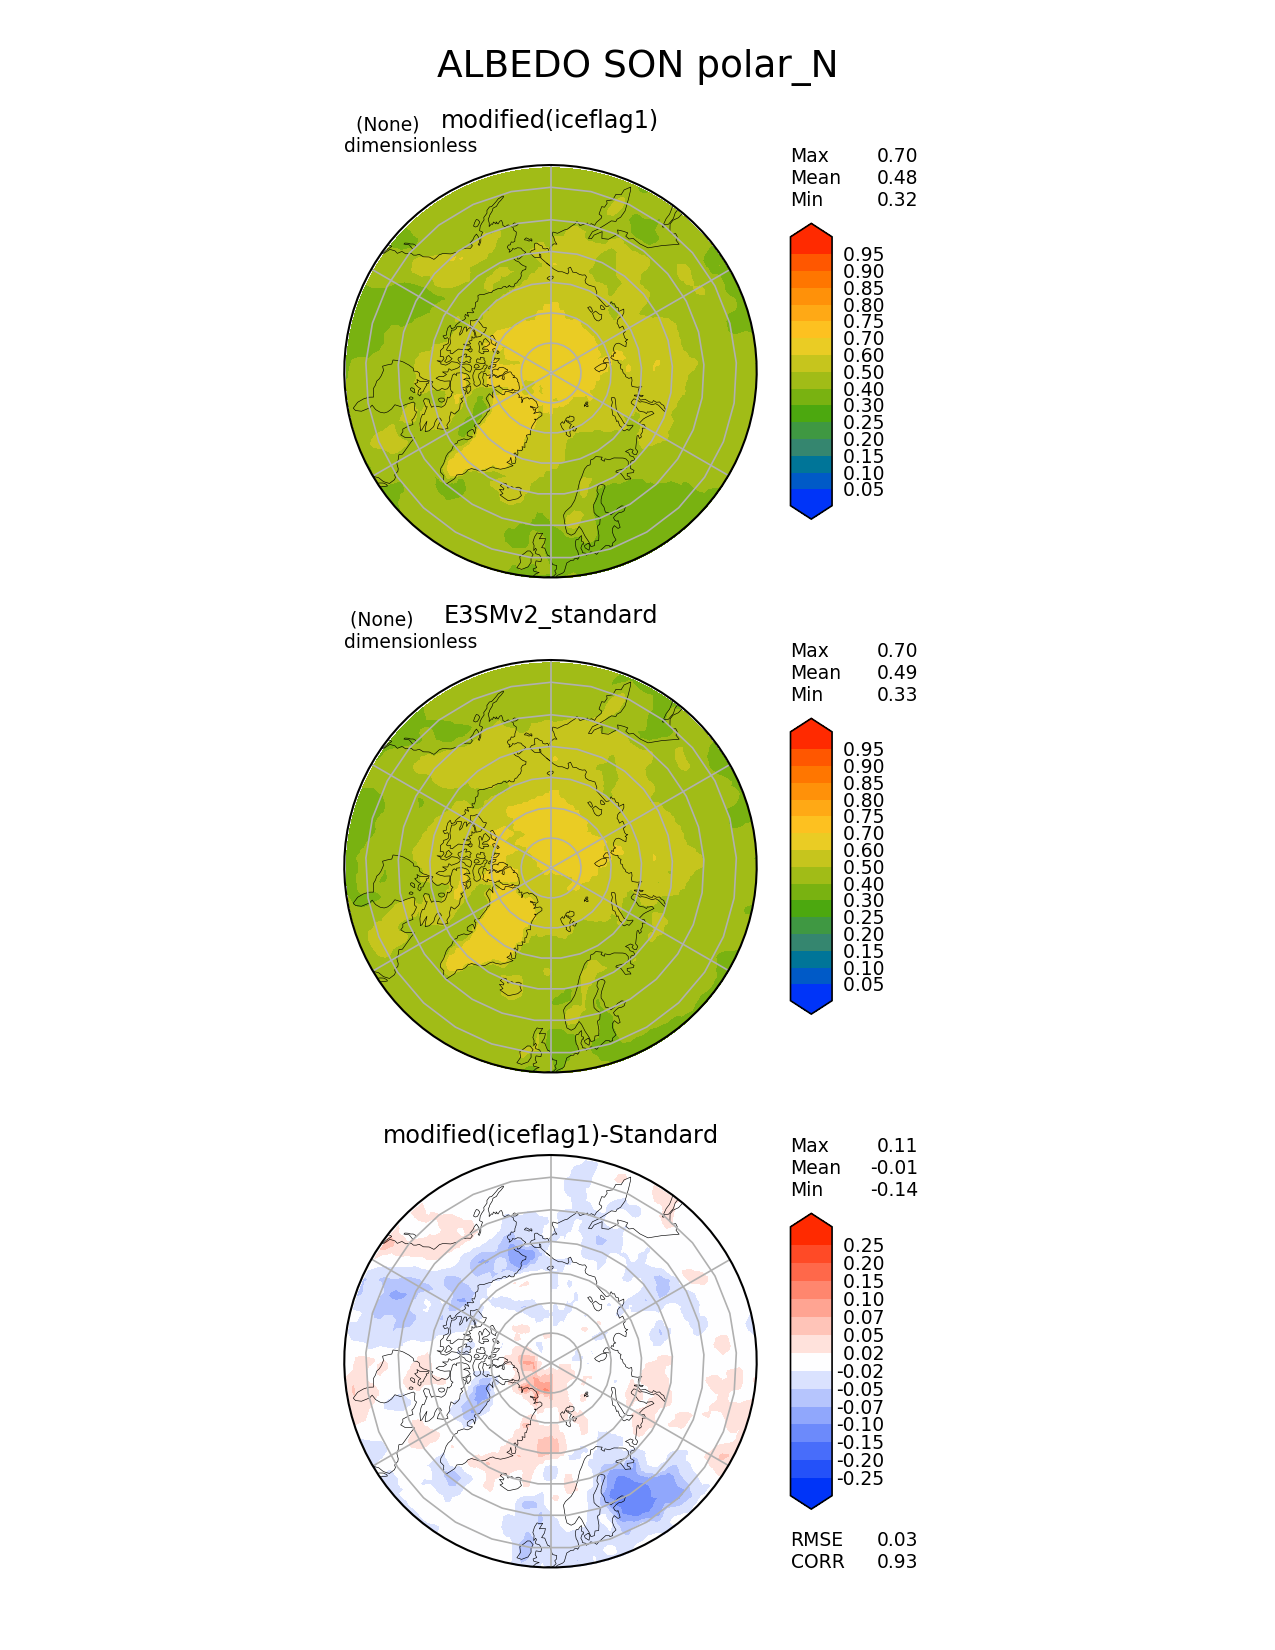 ALBEDO SON polar_N
(None) modified(iceflag1)
dimensionless
Max 0.70
Mean 0.48
Min 0.32
0.95
0.90
0.85
0.80
0.75
0.70
0.60
0.50
0.40
0.30
0.25
0.20
0.15
0.10
0.05
(None) E3SMv2_standard
dimensionless
Max 0.70
Mean 0.49
Min 0.33
0.95
0.90
0.85
0.80
0.75
0.70
0.60
0.50
0.40
0.30
0.25
0.20
0.15
0.10
0.05
modified(iceflag1)-Standard
Max 0.11
Mean -0.01
Min -0.14
0.25
0.20
0.15
0.10
0.07
0.05
0.02
-0.02
-0.05
-0.07
-0.10
-0.15
-0.20
-0.25
RMSE 0.03
CORR 0.93